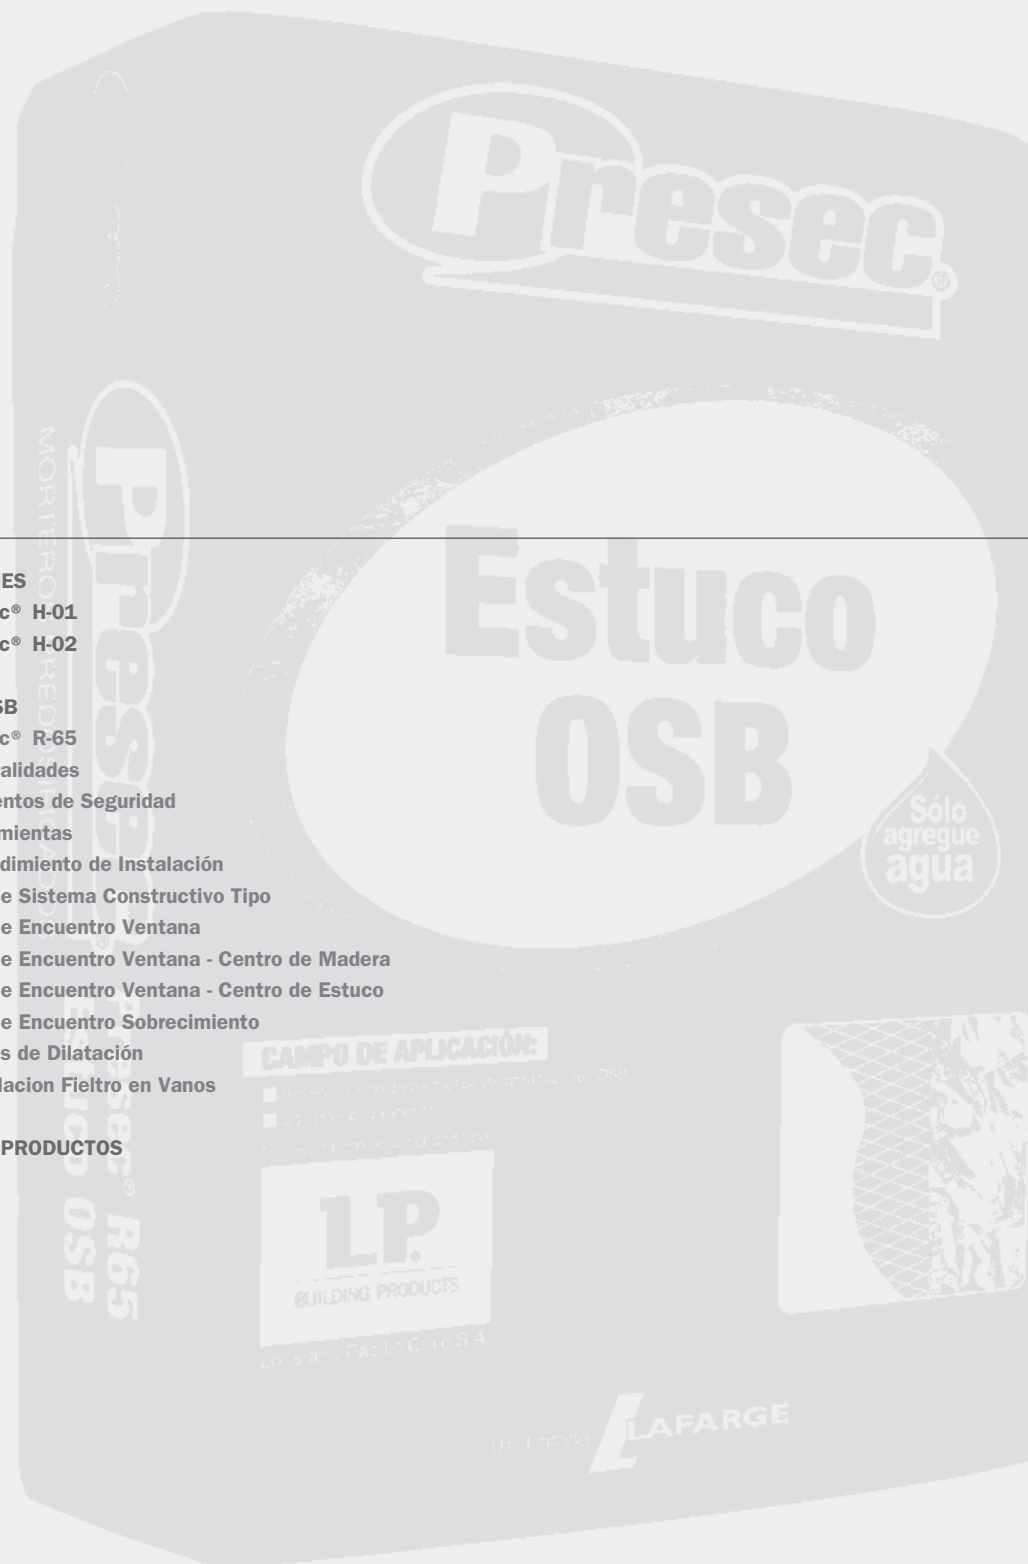 Presec®
Estuco
OSB
Sólo
agregue
agua
ES
c® H-01
c® H-02
SB
c® R-65
alidades
entos de Seguridad
mientas
dimiento de Instalación
e Sistema Constructivo Tipo
e Encuentro Ventana
e Encuentro Ventana - Centro de Madera
e Encuentro Ventana - Centro de Estuco
e Encuentro Sobrecimiento
s de Dilatación
lacion Fieltro en Vanos
PRODUCTOS
CAMPO DE APLICACIÓN:
LP®
BUILDING PRODUCTS
LAFARGE
Presec®
Presec® R65
Estuco OSB